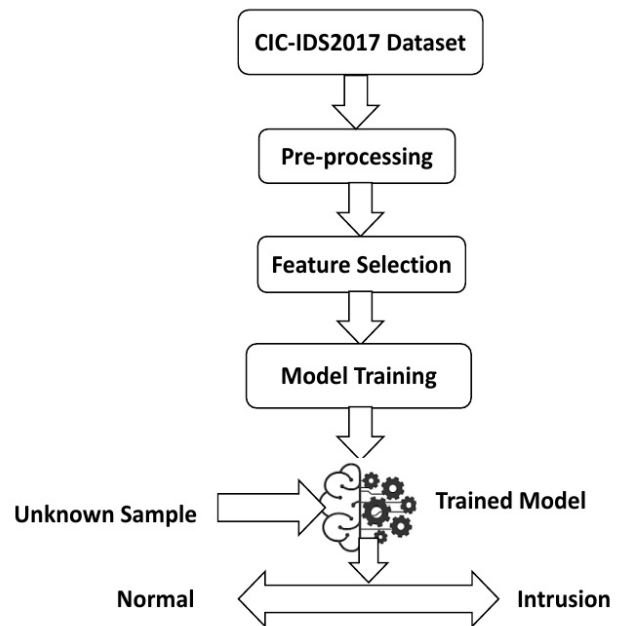 CIC-IDS2017 Dataset
Pre-processing
Feature Selection
Model Training
Trained Model
Unknown Sample
Normal
Intrusion